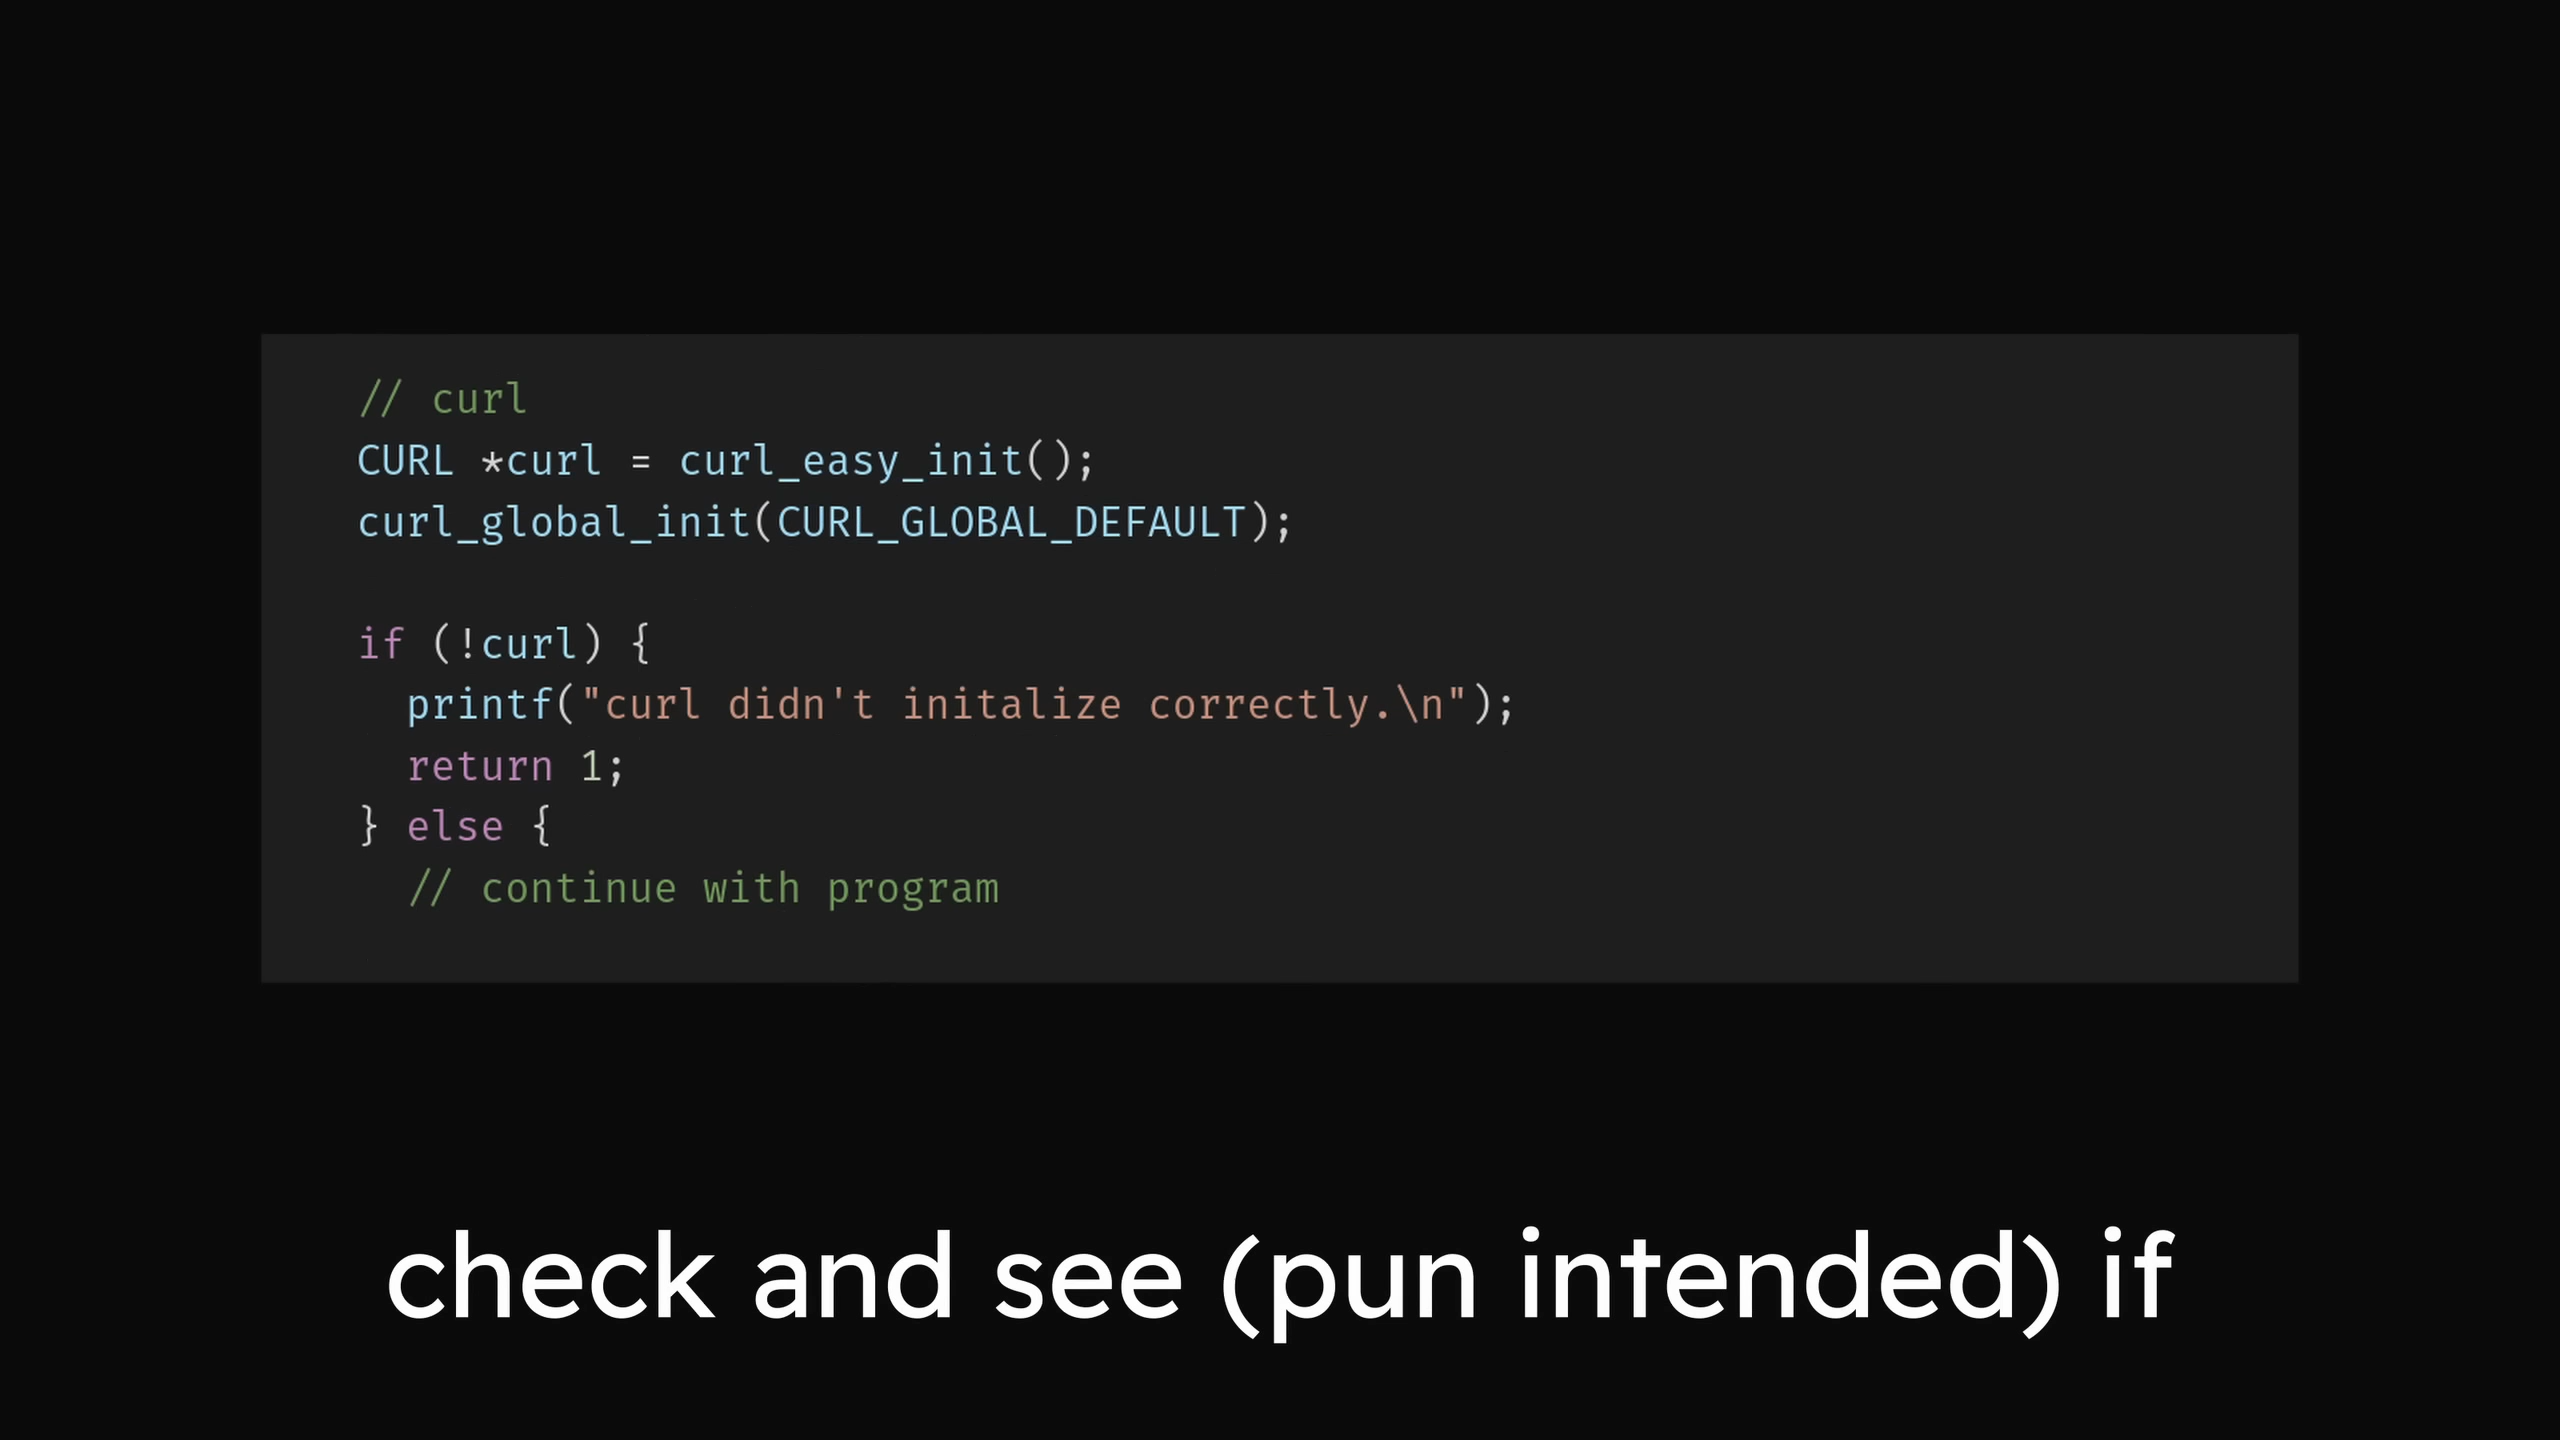 // curl
CURL *curl = curl_easy_init();
curl_global_init(CURL_GLOBAL_DEFAULT);
if (!curl) {
  printf("curl didn't initalize correctly.\n");
  return 1;
} else {
  // continue with program
check and see (pun intended) if